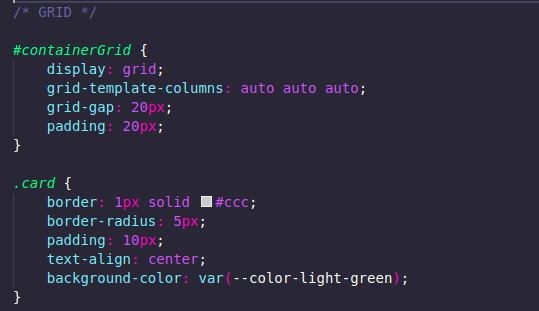 /* GRID */
#containerGrid {
display: grid;
grid-template-columns: auto auto auto;
grid-gap: 20px;
padding: 20px;
}
.card {
border: 1px solid #ccc;
border-radius: 5px;
padding: 10px;
text-align: center;
background-color: var(--color-light-green);
}